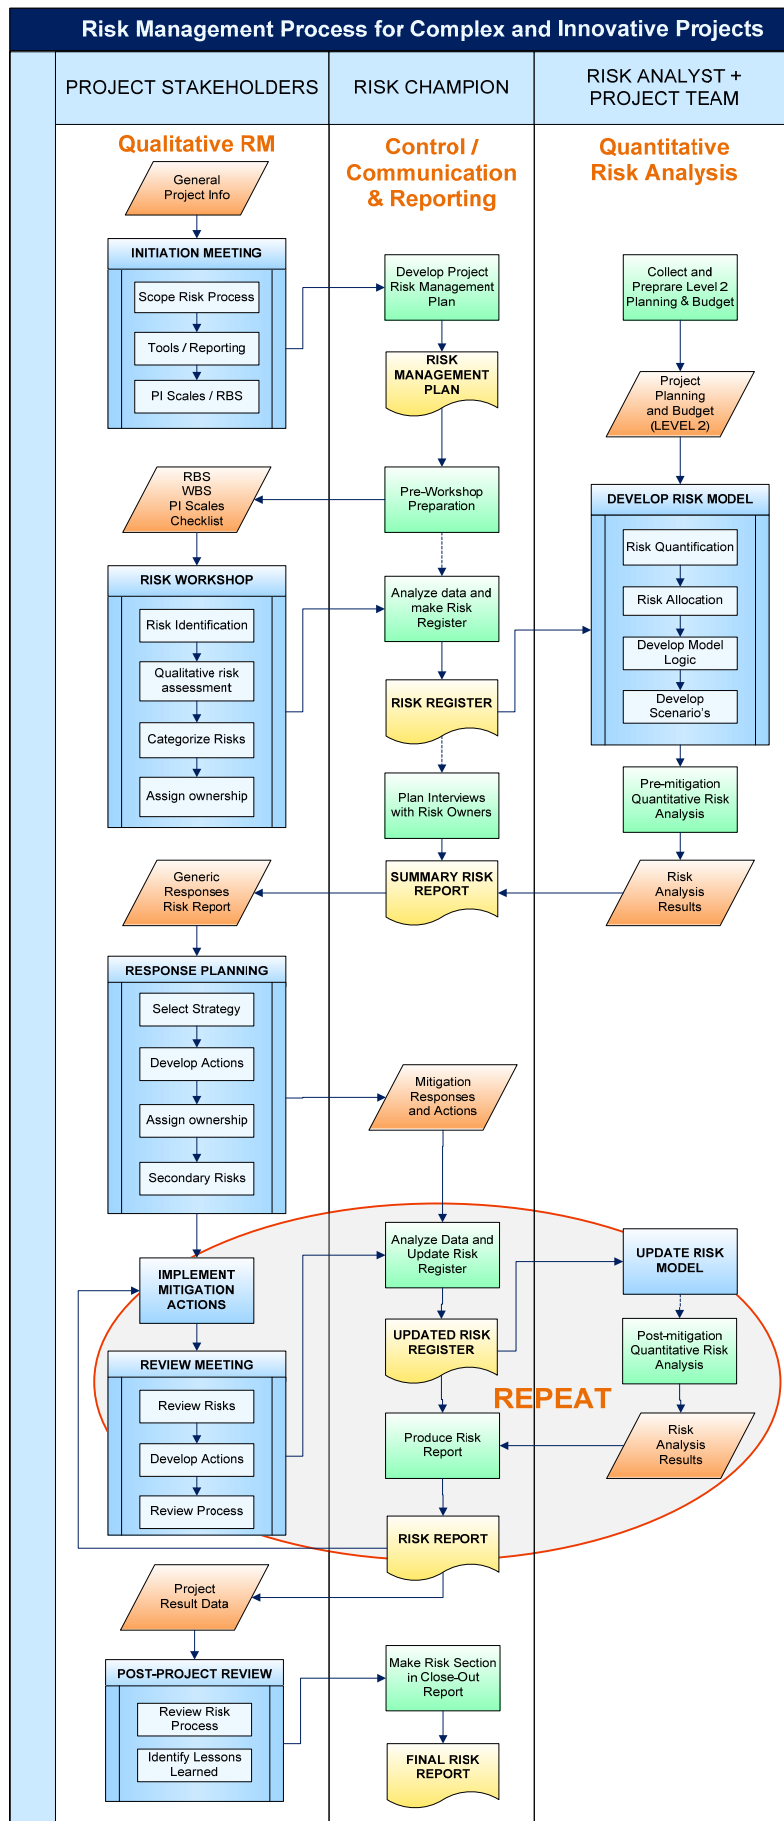 Risk Management Process for Complex and Innovative Projects
PROJECT STAKEHOLDERS
RISK CHAMPION
RISK ANALYST +
PROJECT TEAM
Qualitative RM
Control /
Communication
& Reporting
Quantitative
Risk Analysis
General
Project Info
INITIATION MEETING
Scope Risk Process
Tools / Reporting
PI Scales / RBS
Develop Project
Risk Management
Plan
Collect and
Preprare Level 2
Planning & Budget
RISK
MANAGEMENT
PLAN
Project
Planning
and Budget
(LEVEL 2)
RBS
WBS
PI Scales
Checklist
Pre-Workshop
Preparation
DEVELOP RISK MODEL
Risk Quantification
Risk Allocation
Develop Model
Logic
Develop
Scenario's
RISK WORKSHOP
Risk Identification
Qualitative risk
assessment
Categorize Risks
Assign ownership
Analyze data and
make Risk
Register
RISK REGISTER
Plan Interviews
with Risk Owners
Pre-mitigation
Quantitative Risk
Analysis
Generic
Responses
Risk Report
SUMMARY RISK
REPORT
Risk
Analysis
Results
RESPONSE PLANNING
Select Strategy
Develop Actions
Assign ownership
Secondary Risks
Mitigation
Responses
and Actions
IMPLEMENT
MITIGATION
ACTIONS
Analyze Data and
Update Risk
Register
UPDATE RISK
MODEL
UPDATED RISK
REGISTER
Post-mitigation
Quantitative Risk
Analysis
REVIEW MEETING
Review Risks
Develop Actions
Review Process
REPEAT
Produce Risk
Report
Risk
Analysis
Results
RISK REPORT
Project
Result Data
POST-PROJECT REVIEW
Review Risk
Process
Identify Lessons
Learned
Make Risk Section
in Close-Out
Report
FINAL RISK
REPORT